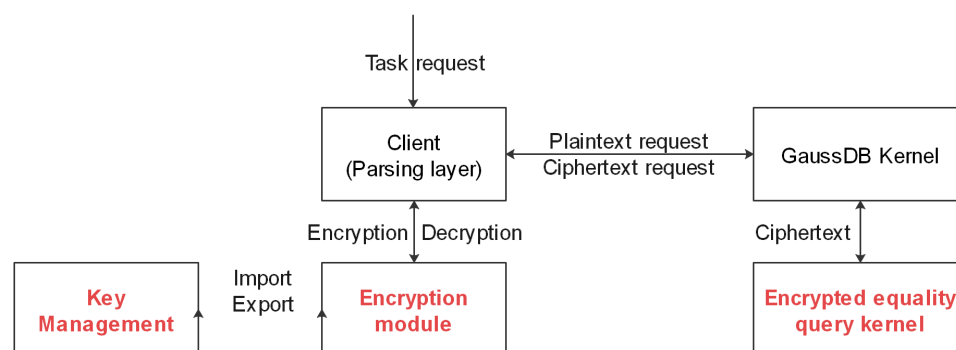 Task request
Client
(Parsing layer)
Plaintext request
Ciphertext request
GaussDB Kernel
Encryption
Decryption
Ciphertext
Key
Management
Import
Export
Encryption
module
Encrypted equality
query kernel